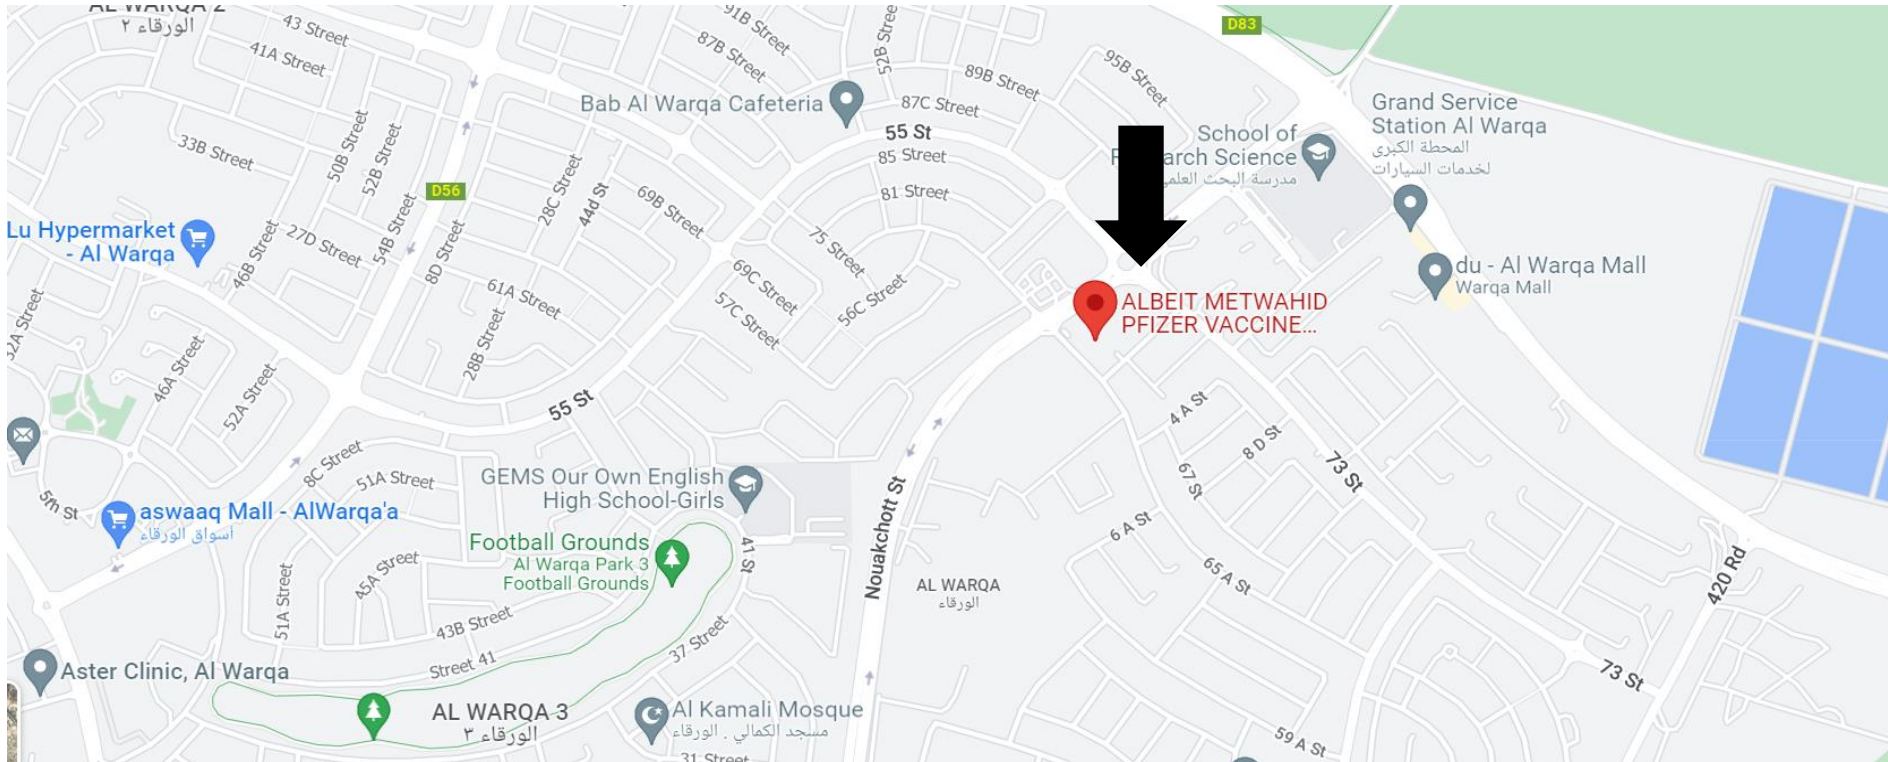 AL WARQA 2
الورقاء ٢
43 Street
41A Street
91B Street
87B Street
52B Street
89B Street
95B Street
D83
Bab Al Warqa Cafeteria
87C Street
55 St
85 Street
81 Street
School of
Research Science
مدرسة البحث العلمي
Grand Service
Station Al Warqa
المحطة الكبرى
لخدمات السيارات
33B Street
50B Street
52B Street
D56
28C Street
44d St
69B Street
Lu Hypermarket
- Al Warqa
46B Street
27D Street
54B Street
8D Street
75 Street
69C Street
57C Street
56C Street
61A Street
28B Street
du - Al Warqa Mall
Warqa Mall
ALBEIT METWAHID
PFIZER VACCINE...
46A Street
52A Street
55 St
4 A St
8 D St
73 St
67 St
8C Street
51A Street
GEMS Our Own English
High School-Girls
5th St
aswaaq Mall - AlWarqa'a
أسواق الورقاء
Football Grounds
Al Warqa Park 3
Football Grounds
41 St
Nouakchott St
6 A St
65 A St
AL WARQA
الورقاء
420 Rd
45A Street
51A Street
43B Street
37 Street
Street 41
Aster Clinic, Al Warqa
73 St
AL WARQA 3
الورقاء ٣
Al Kamali Mosque
مسجد الكمالي . الورقاء
59 A St
31 Street